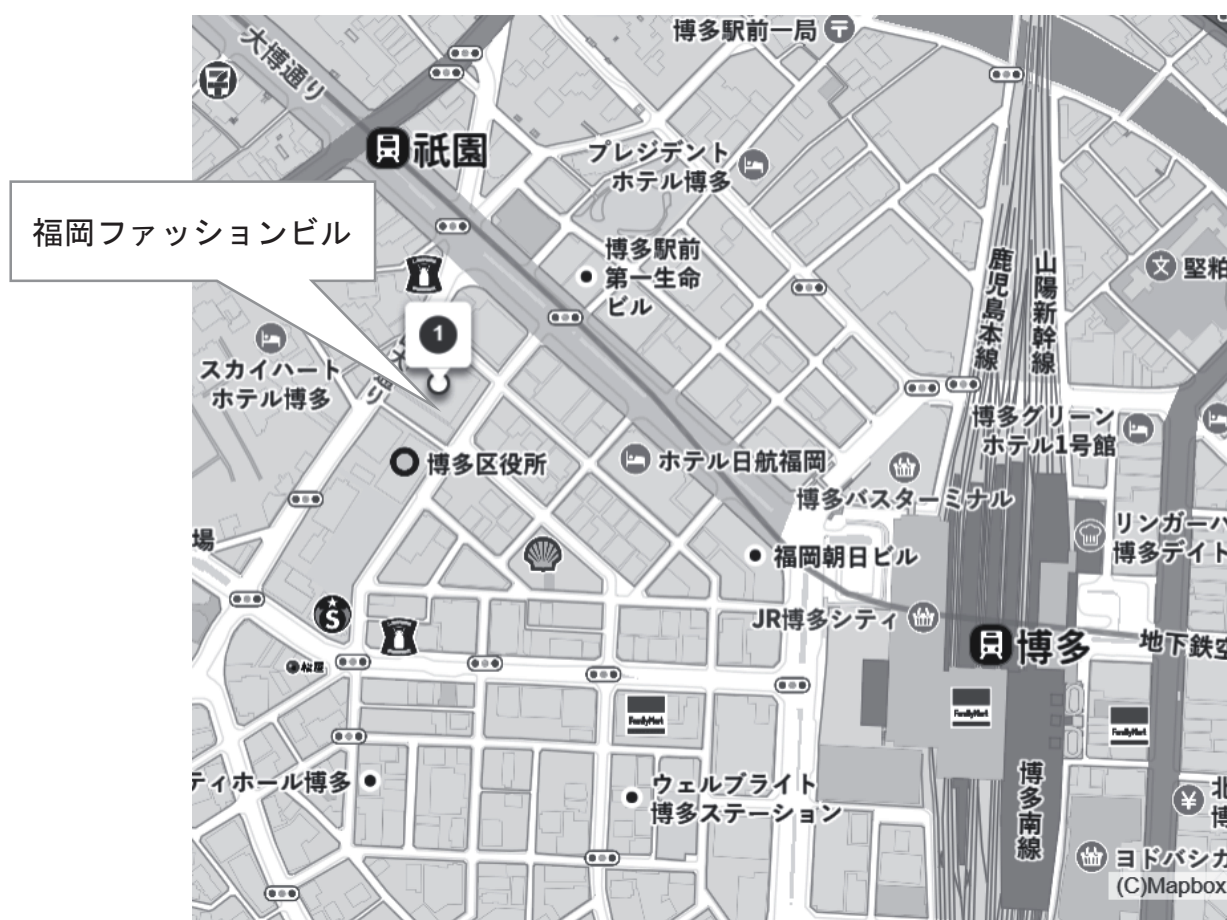 大博通り
博多駅前一局
祇園
プレジデント
ホテル博多
福岡ファッションビル
博多駅前
第一生命
ビル
鹿児島本線
山陽新幹線
堅粕
1
スカイハート
ホテル博多
り
博多グリーン
ホテル1号館
博多区役所
ホテル日航福岡
博多バスターミナル
場
リンガーハ
博多デイト
福岡朝日ビル
JR博多シティ
S
博多
地下鉄空
松屋
FamilyMart
FamilyMart
FamilyMart
ティホール博多
ウェルブライト
博多ステーション
博多南線
北
博
ヨドバシカ
(C)Mapbox